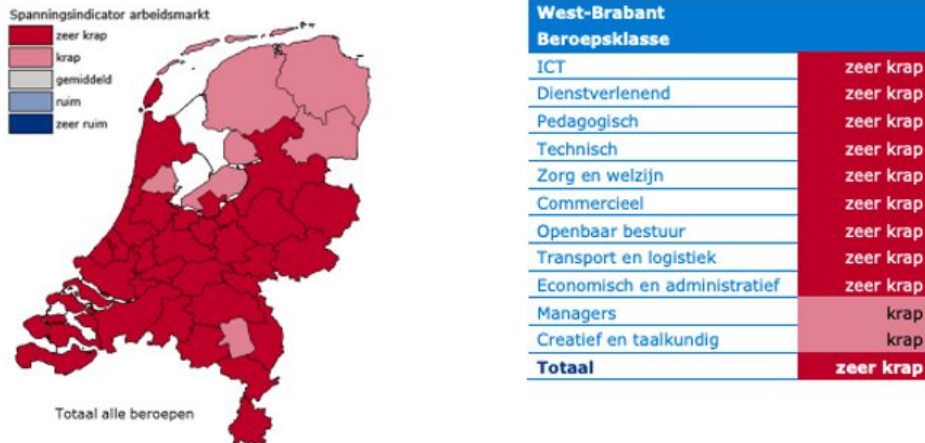 Spanningsindicator arbeidsmarkt
zeer krap
krap
gemiddeld
ruim
zeer ruim
Totaal alle beroepen
West-Brabant
Beroepsklasse
ICT zeer krap
Dienstverlenend zeer krap
Pedagogisch zeer krap
Technisch zeer krap
Zorg en welzijn zeer krap
Commercieel zeer krap
Openbaar bestuur zeer krap
Transport en logistiek zeer krap
Economisch en administratief zeer krap
Managers krap
Creatief en taalkundig krap
Totaal zeer krap